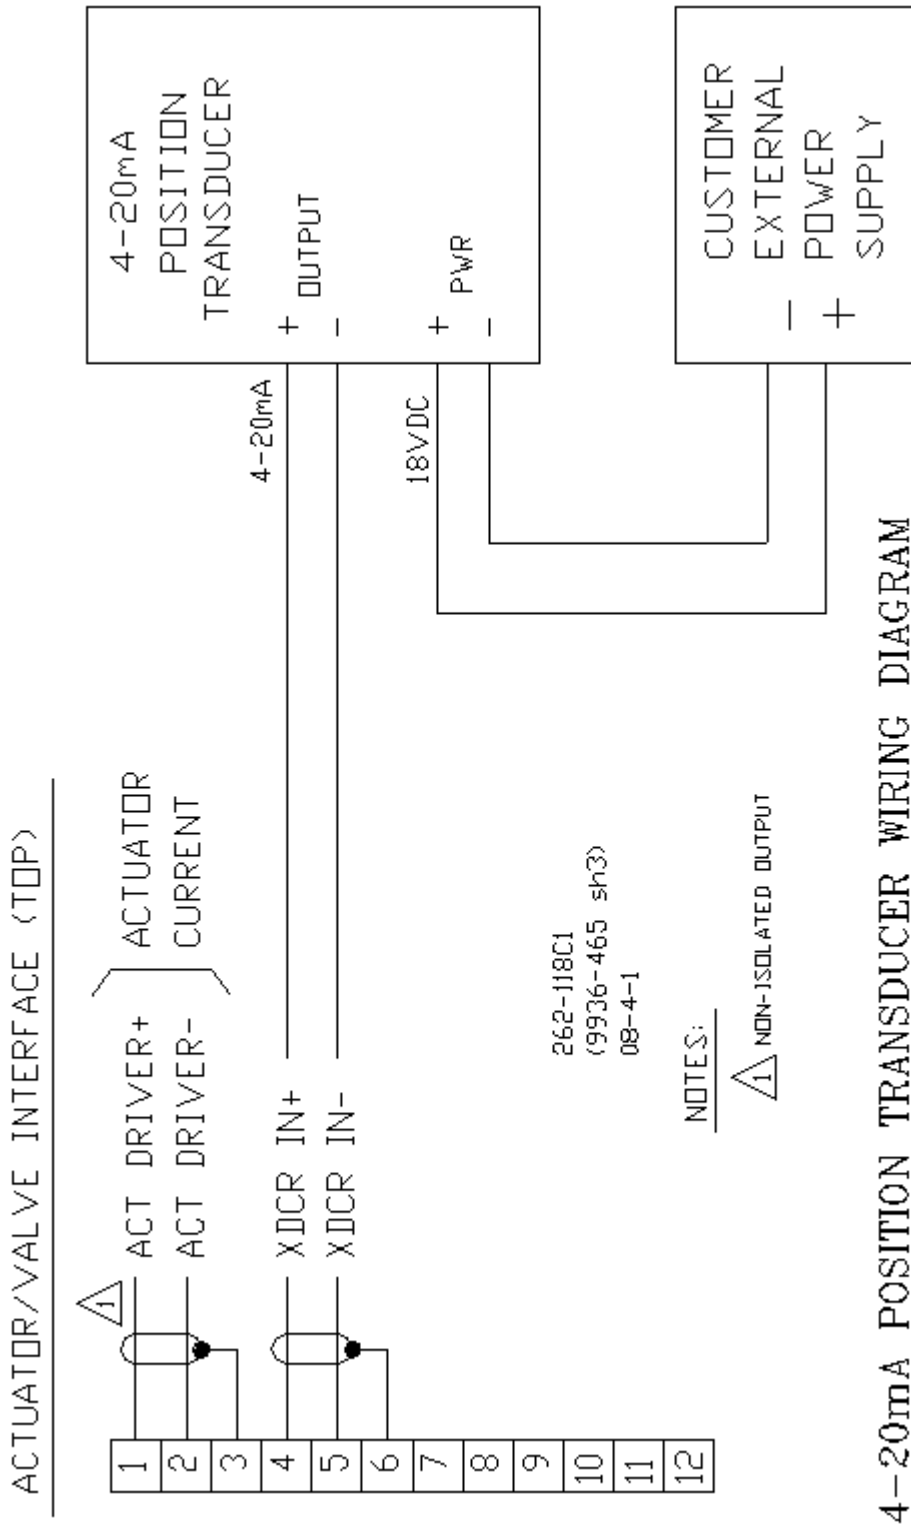 ACTUATOR/VALVE INTERFACE (TOP)
1
1
2
3
4
5
6
7
8
9
10
11
12
ACT DRIVER+
ACT DRIVER-
ACTUATOR
CURRENT
XDCR IN+
XDCR IN-
4-20mA
18VDC
4-20mA
POSITION
TRANSDUCER
+
-
OUTPUT
+
-
PWR
CUSTOMER
EXTERNAL
POWER
SUPPLY
-
+
262-118C1
(9936-465 sh3)
08-4-1
NOTES:
1 NON-ISOLATED OUTPUT
4-20mA POSITION TRANSDUCER WIRING DIAGRAM